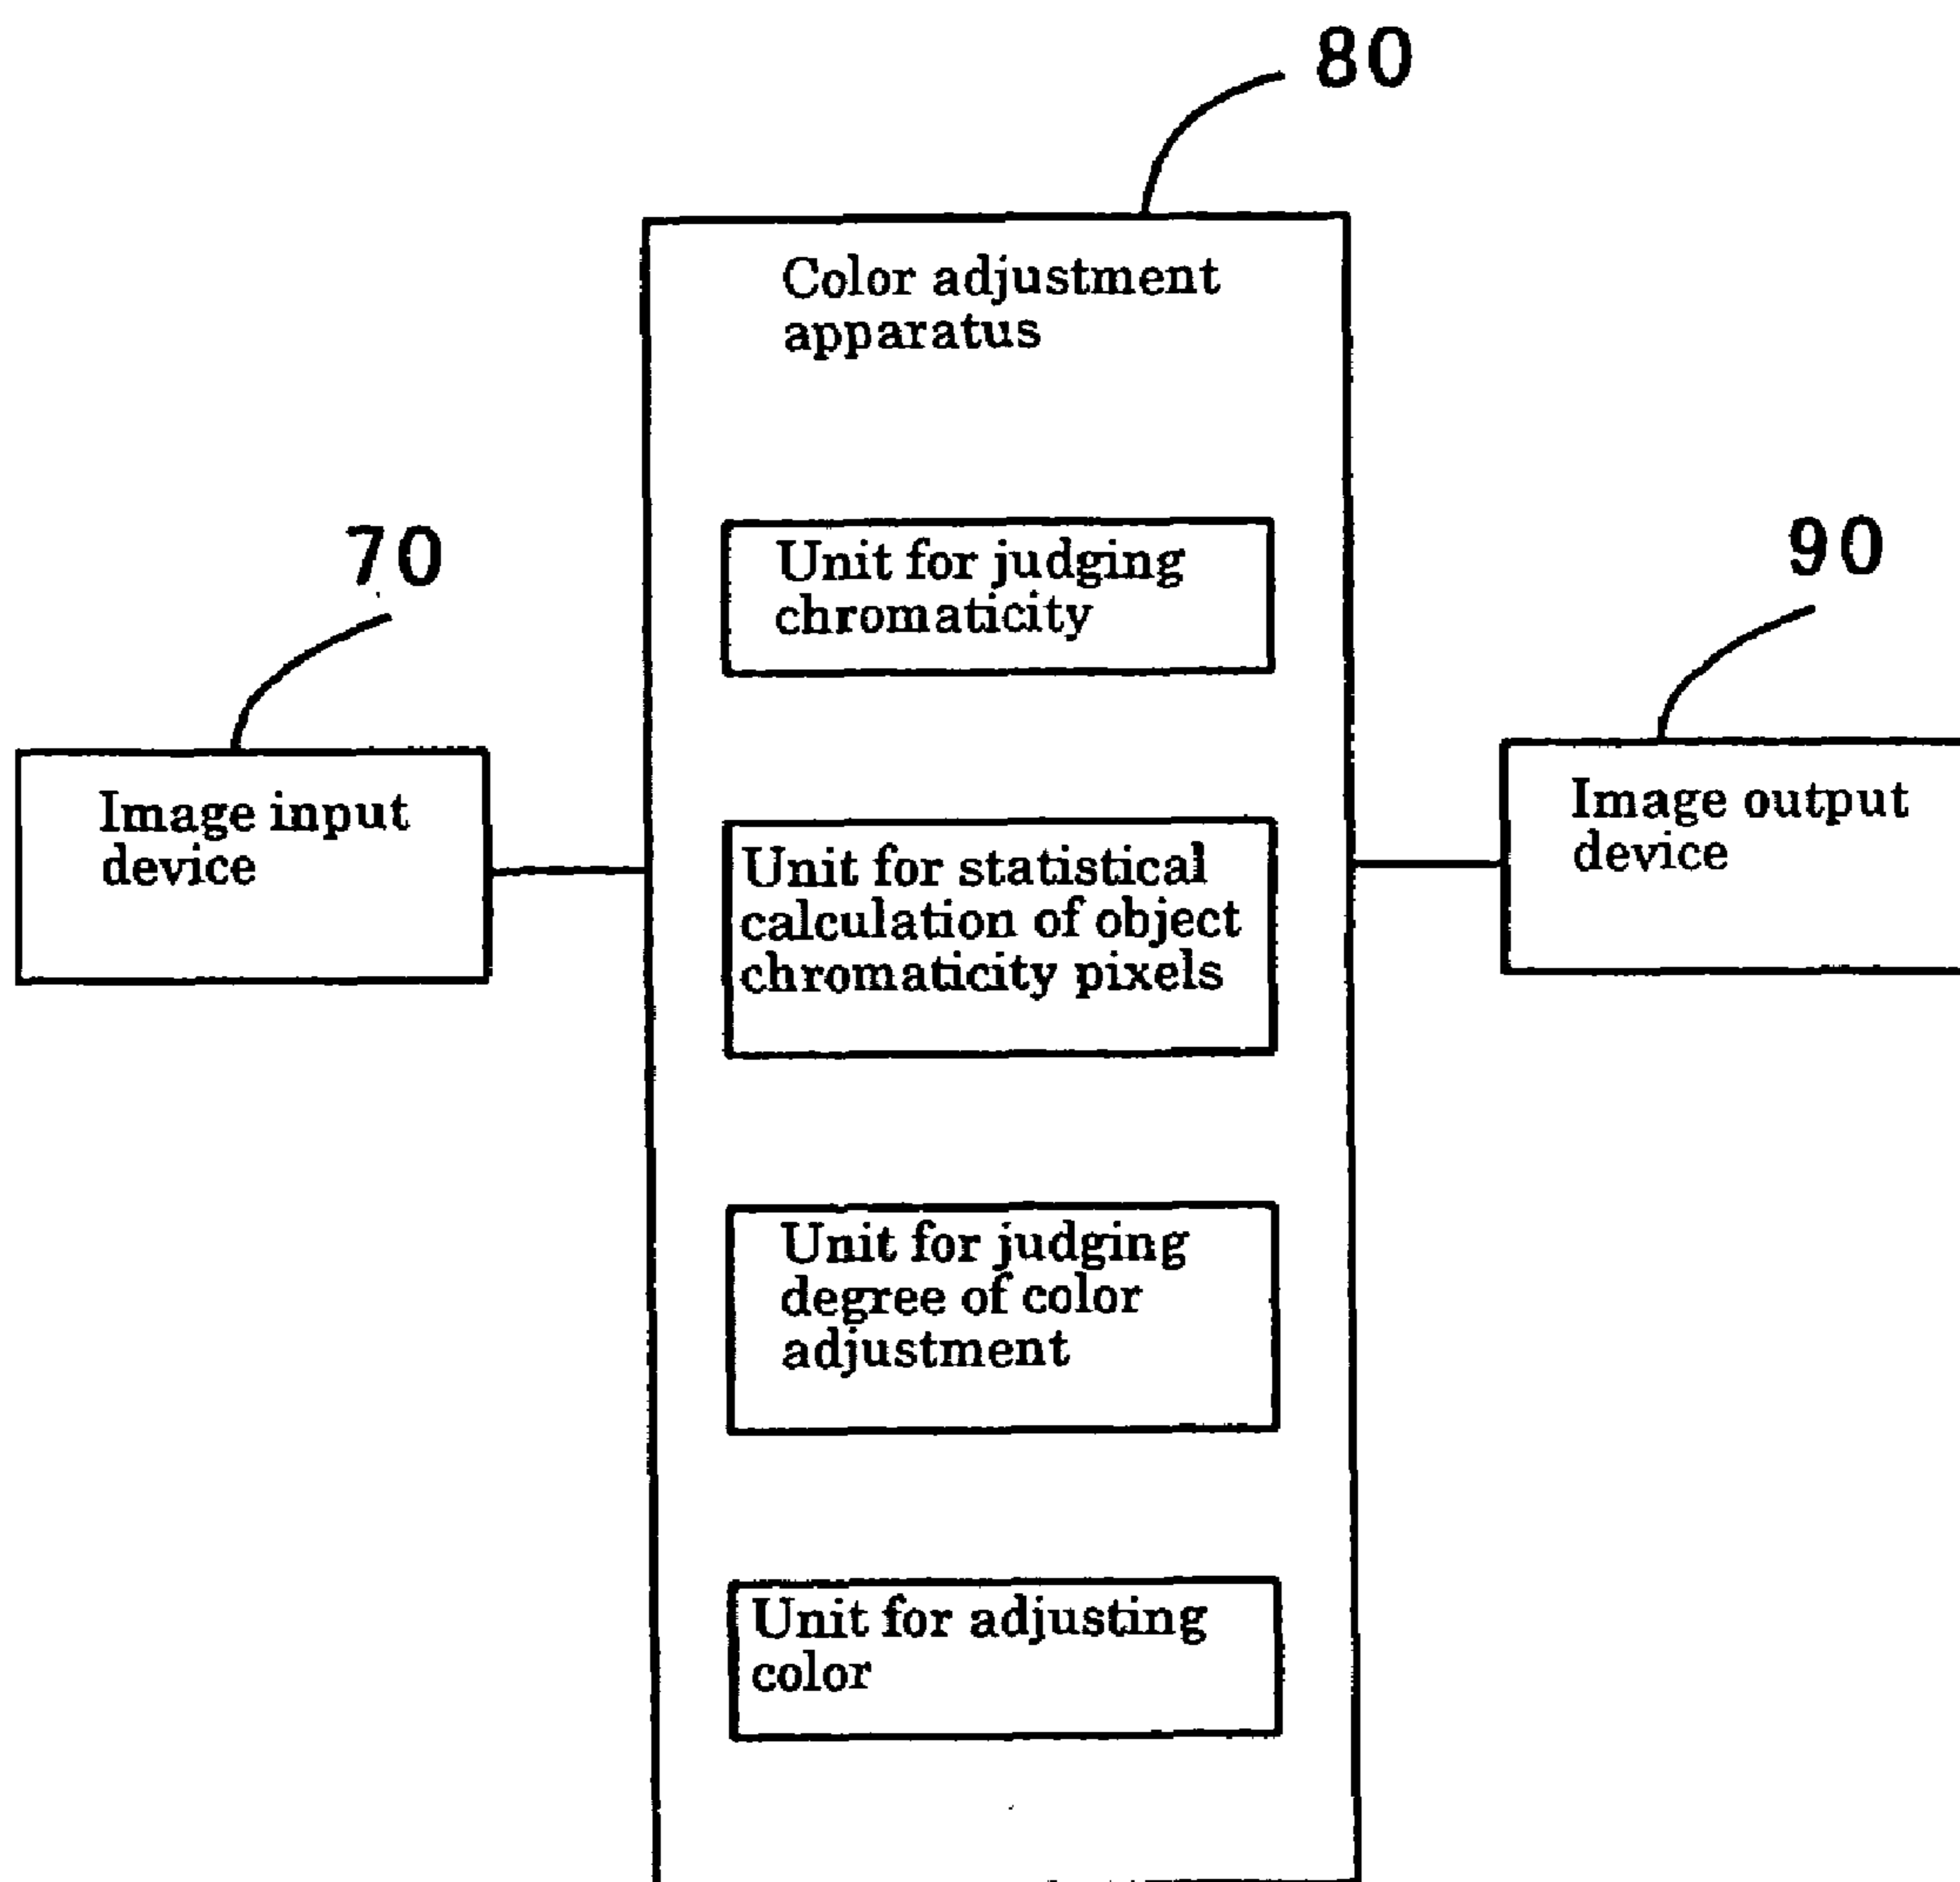 80
Color adjustment
apparatus
70
Unit for judging
chromaticity
90
Image input
device
Unit for statistical
calculation of object
chromaticity pixels
Image output
device
Unit for judging
degree of color
adjustment
Unit for adjusting
color